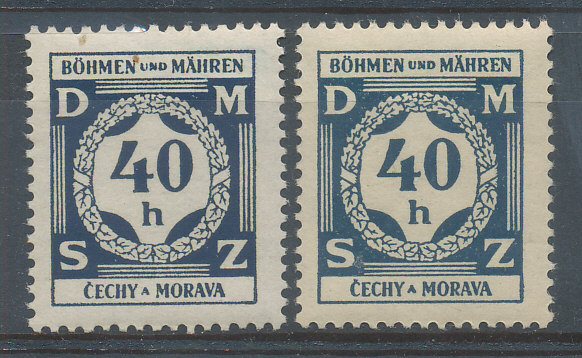 BÖHMEN UND MÄHREN
D M
40
h
S Z
ČECHY A MORAVA
BÖHMEN UND MÄHREN
D M
40
h
S Z
ČECHY A MORAVA